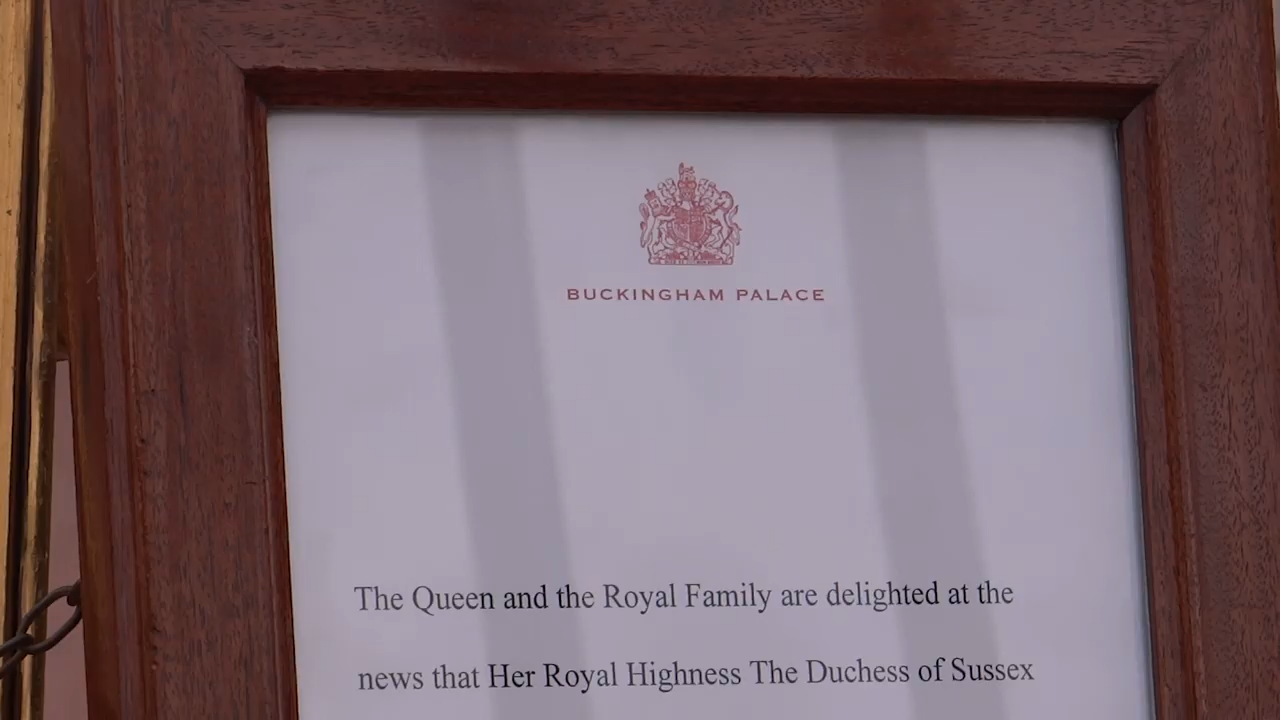 BUCKINGHAM PALACE
The Queen and the Royal Family are delighted at the
news that Her Royal Highness The Duchess of Sussex